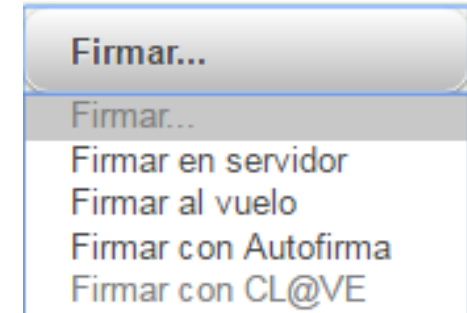 Firmar...
Firmar...
Firmar en servidor
Firmar al vuelo
Firmar con Autofirma
Firmar con CL@VE